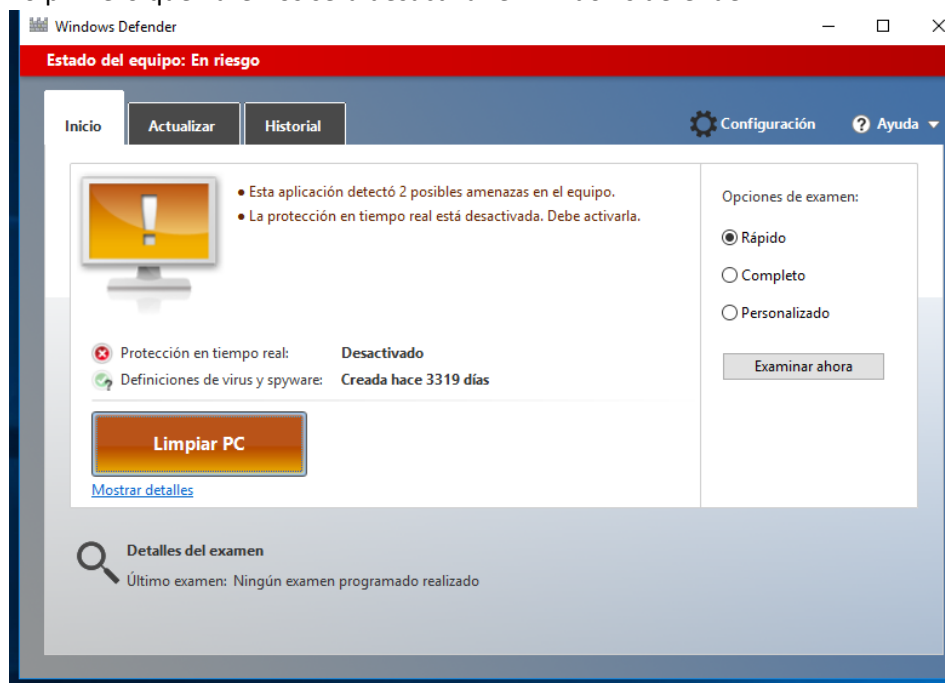 Windows Defender
Estado del equipo: En riesgo
Inicio
Actualizar
Historial
Configuración
Ayuda
• Esta aplicación detectó 2 posibles amenazas en el equipo.
• La protección en tiempo real está desactivada. Debe activarla.
Opciones de examen:
Rápido
Completo
Personalizado
Examinar ahora
Protección en tiempo real: Desactivado
Definiciones de virus y spyware: Creada hace 3319 días
Limpiar PC
Mostrar detalles
Detalles del examen
Último examen: Ningún examen programado realizado